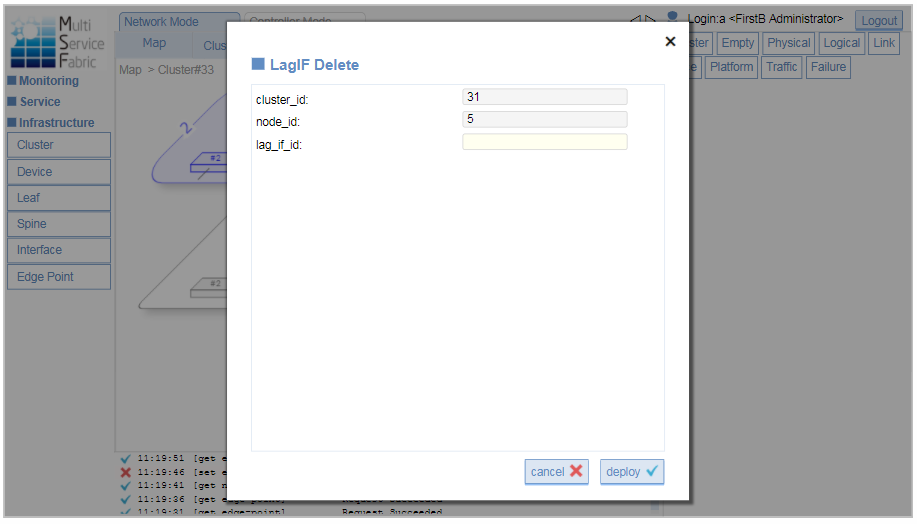 Multi
Service
Fabric
Network Mode
Controller Mode
Login:a <FirstB Administrator>
Logout
Map
Empty
Physical
Logical
Link
Platform
Traffic
Failure
Map > Cluster#33
Monitoring
Service
Infrastructure
Cluster
Device
Leaf
Spine
Interface
Edge Point
2
#2
#2
LagIF Delete
cluster_id: 31
node_id: 5
lag_if_id:
cancel
deploy
11:19:51 [get
11:19:46 [set
11:19:41 [get
11:19:36 [get edge-point] Request Succeeded
11:19:31 [get edge-point] Request Succeeded